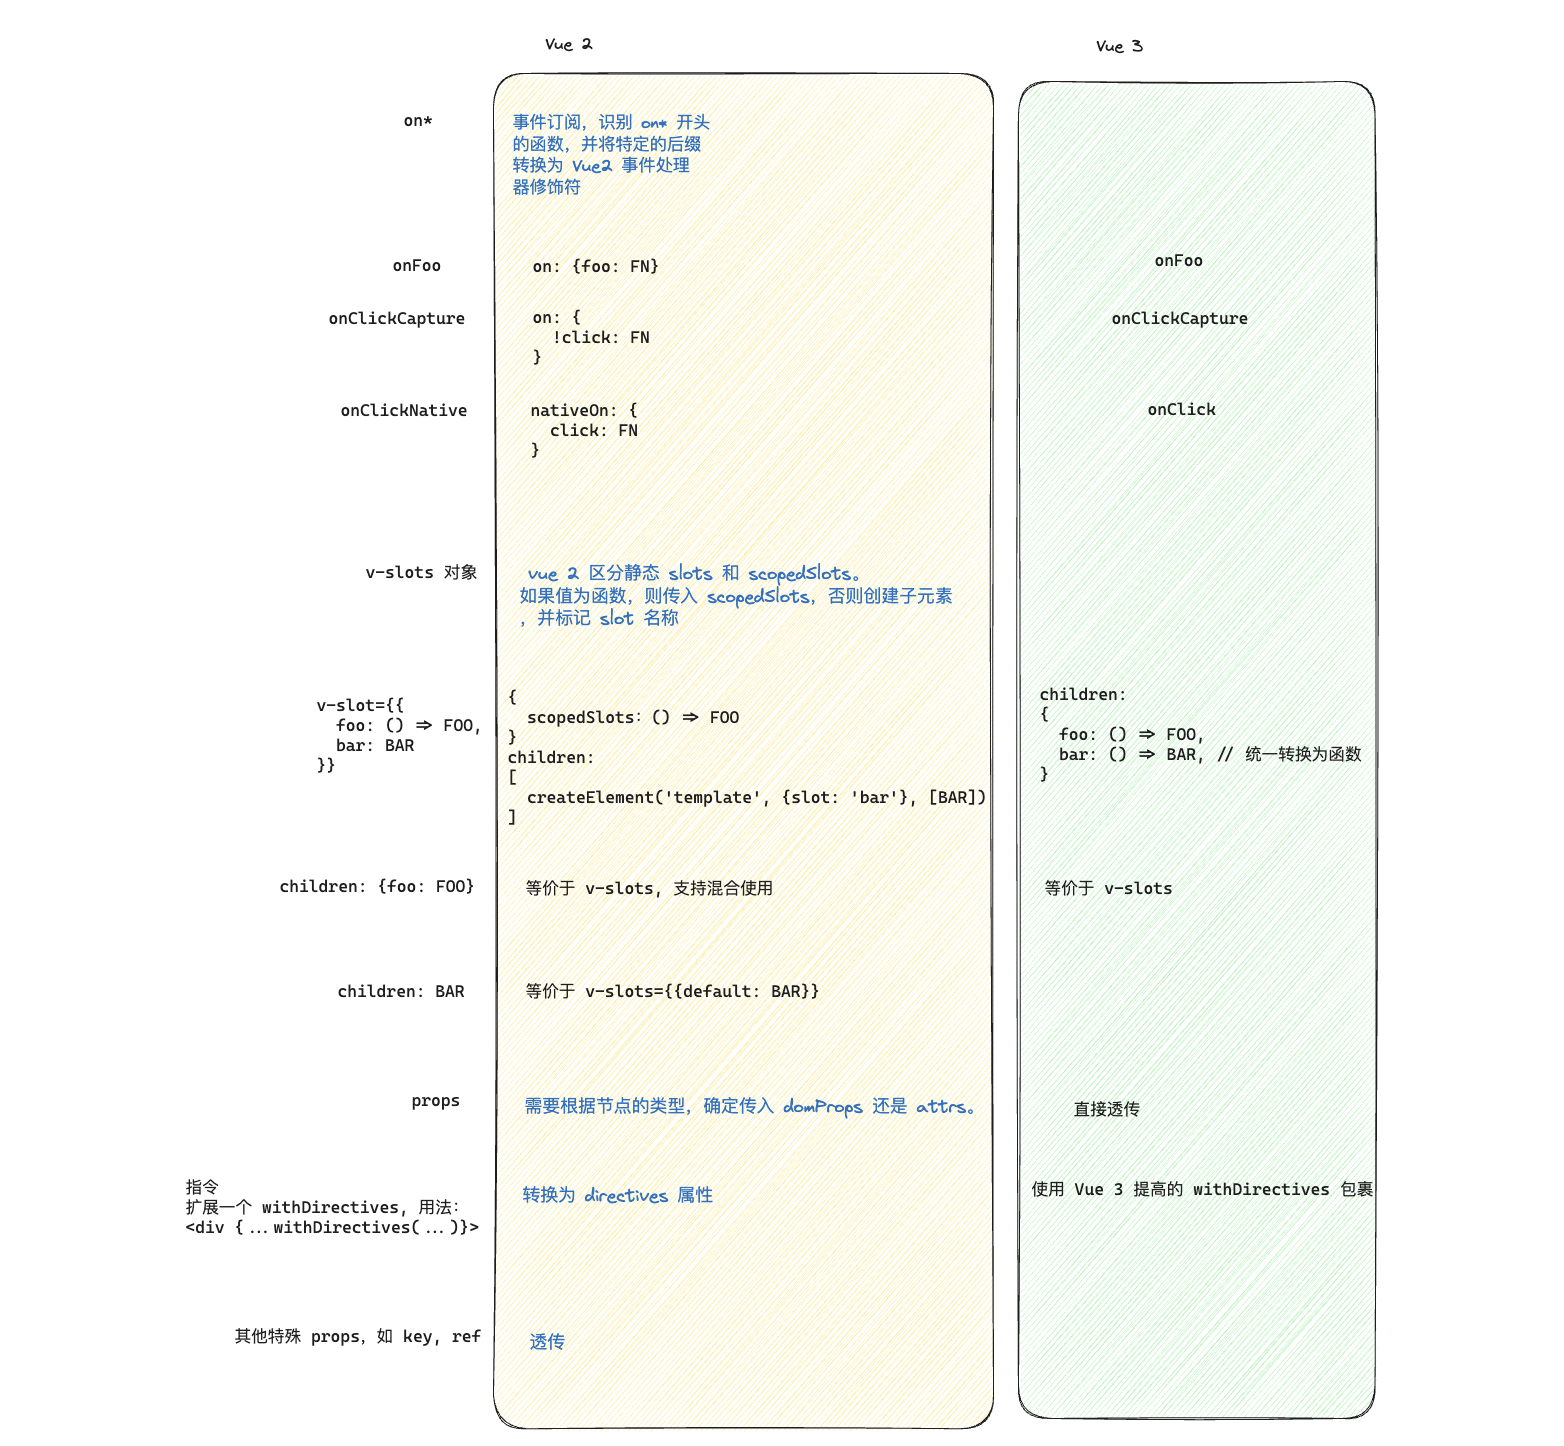 Vue 2
Vue 3
on*
事件订阅，识别 on* 开头
的函数，并将特定的后缀
转换为 Vue2 事件处理
器修饰符
onFoo
on: {foo: FN}
onFoo
onClickCapture
on: {
!click: FN
}
onClickCapture
onClickNative
nativeOn: {
click: FN
}
onClick
v-slots 对象
vue 2 区分静态 slots 和 scopedSlots。
如果值为函数，则传入 scopedSlots，否则创建子元素
，并标记 slot 名称
v-slot={{
foo: () => FOO,
bar: BAR
}}
{
scopedSlots: () => FOO
}
children:
[
createElement('template', {slot: 'bar'}, [BAR])
]
children:
{
foo: () => FOO,
bar: () => BAR, // 统一转换为函数
}
children: {foo: FOO}
等价于 v-slots, 支持混合使用
等价于 v-slots
children: BAR
等价于 v-slots={{default: BAR}}
props
需要根据节点的类型，确定传入 domProps 还是 attrs。
直接透传
指令
扩展一个 withDirectives, 用法:
<div {...withDirectives(...)}>
转换为 directives 属性
使用 Vue 3 提高的 withDirectives 包裹
其他特殊 props，如 key, ref
透传